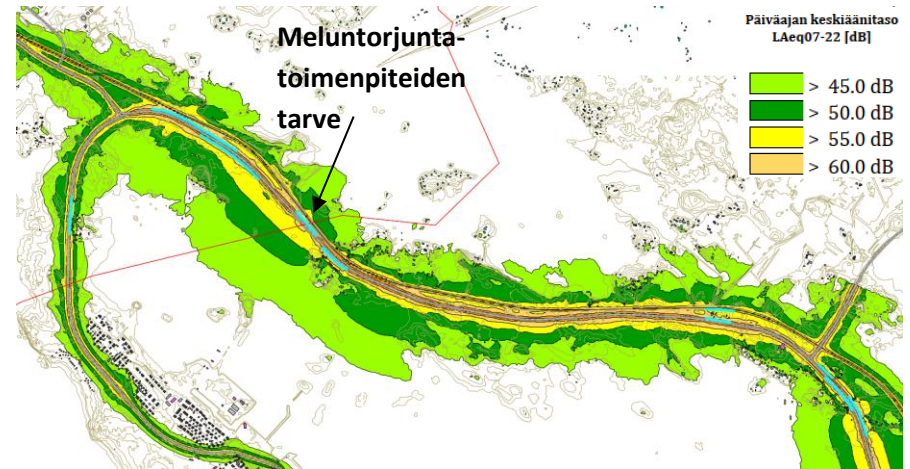 Meluntorjunta-
toimenpiteiden
tarve
Päiväajan keskiäänitaso
LAeq07-22 [dB]
> 45.0 dB
> 50.0 dB
> 55.0 dB
> 60.0 dB